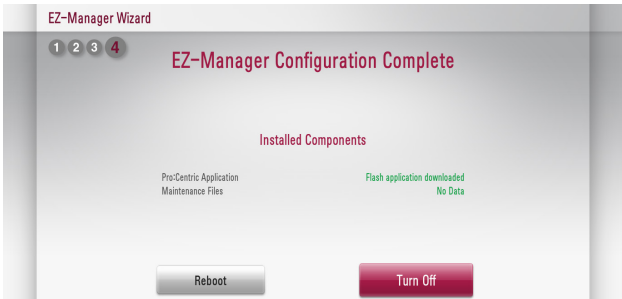 EZ-Manager Wizard
1 2 3 4
EZ-Manager Configuration Complete
Installed Components
Pro:Centric Application Flash application downloaded
Maintenance Files No Data
Reboot Turn Off